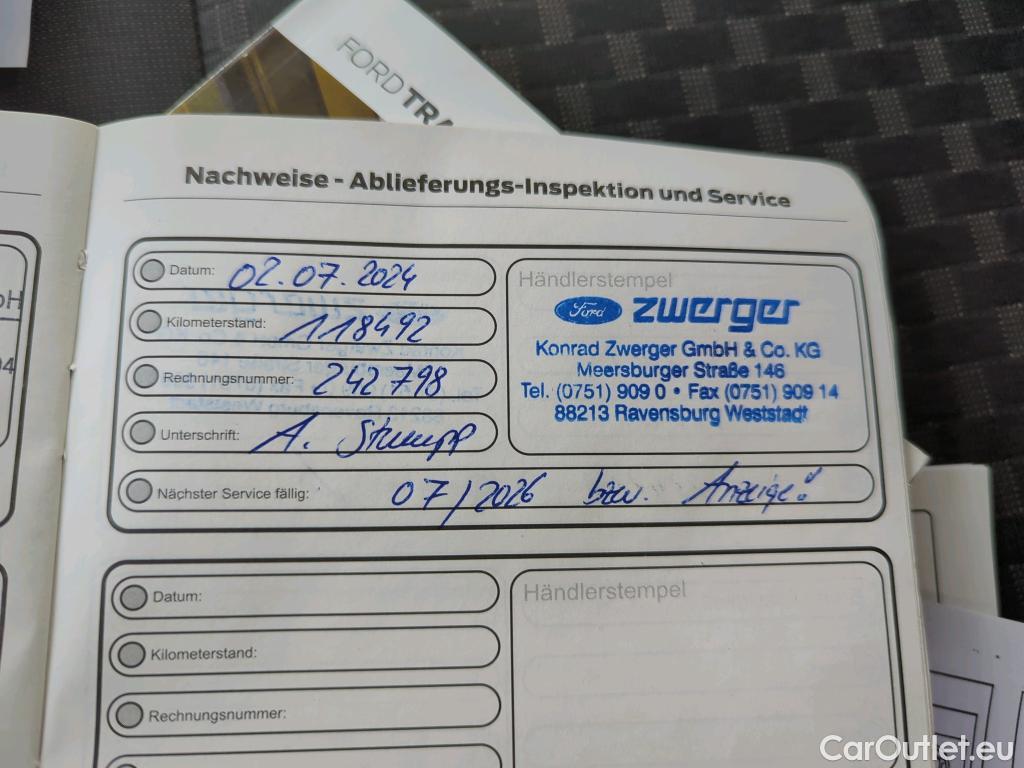 FORD TRA
Nachweise - Ablieferungs-Inspektion und Service
Datum: 02.07.2024
Kilometerstand: 118492
Rechnungsnummer: 242798
Unterschrift: A. Stumpp
Nächster Service fällig: 07/2026 bzw. Anzeige!
Händlerstempel
Ford zwerger
Konrad Zwerger GmbH & Co. KG
Meersburger Straße 146
Tel. (0751) 909 0 • Fax (0751) 909 14
88213 Ravensburg Weststadt
Datum:
Kilometerstand:
Rechnungsnummer:
Händlerstempel
CarOutlet.eu